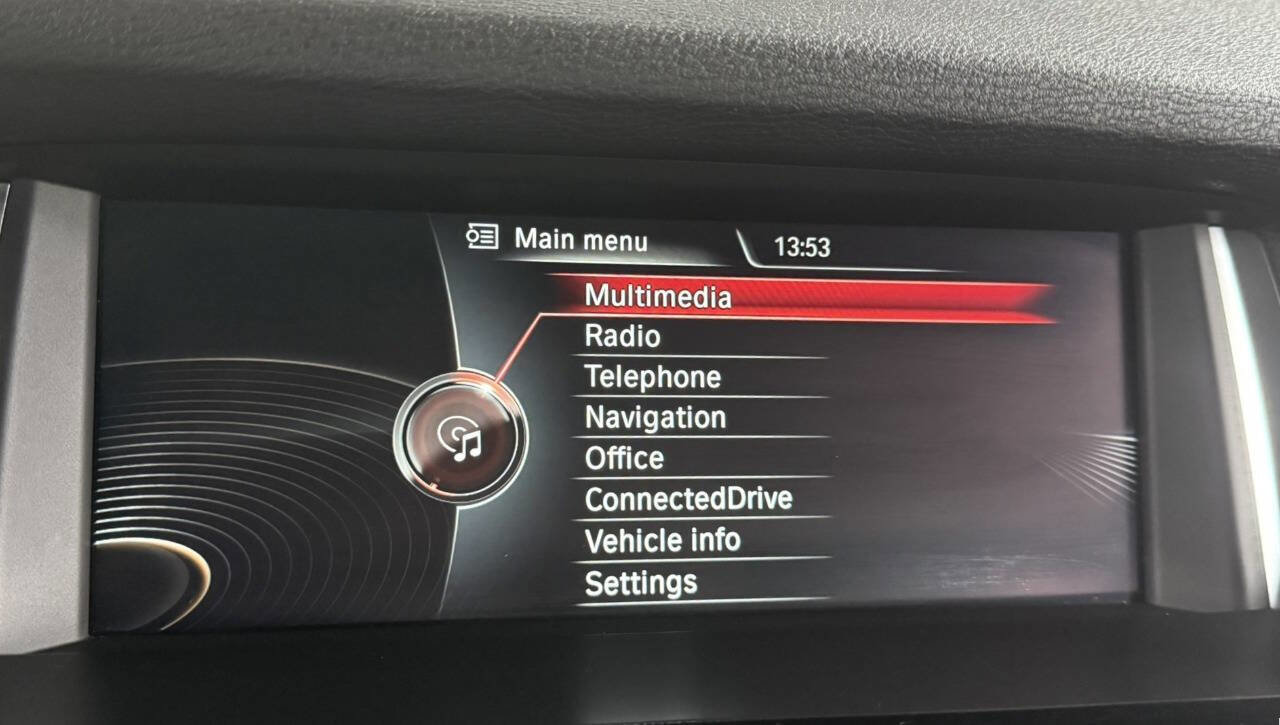 Main menu 13:53
Multimedia
Radio
Telephone
Navigation
Office
ConnectedDrive
Vehicle info
Settings